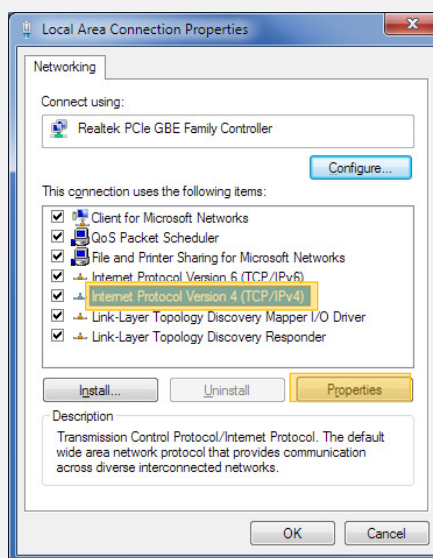 Local Area Connection Properties
Networking
Connect using:
Realtek PCIe GBE Family Controller
Configure...
This connection uses the following items:
Client for Microsoft Networks
QoS Packet Scheduler
File and Printer Sharing for Microsoft Networks
Internet Protocol Version 6 (TCP/IPv6)
Internet Protocol Version 4 (TCP/IPv4)
Link-Layer Topology Discovery Mapper I/O Driver
Link-Layer Topology Discovery Responder
Install... Uninstall Properties
Description
Transmission Control Protocol/Internet Protocol. The default
wide area network protocol that provides communication
across diverse interconnected networks.
OK Cancel